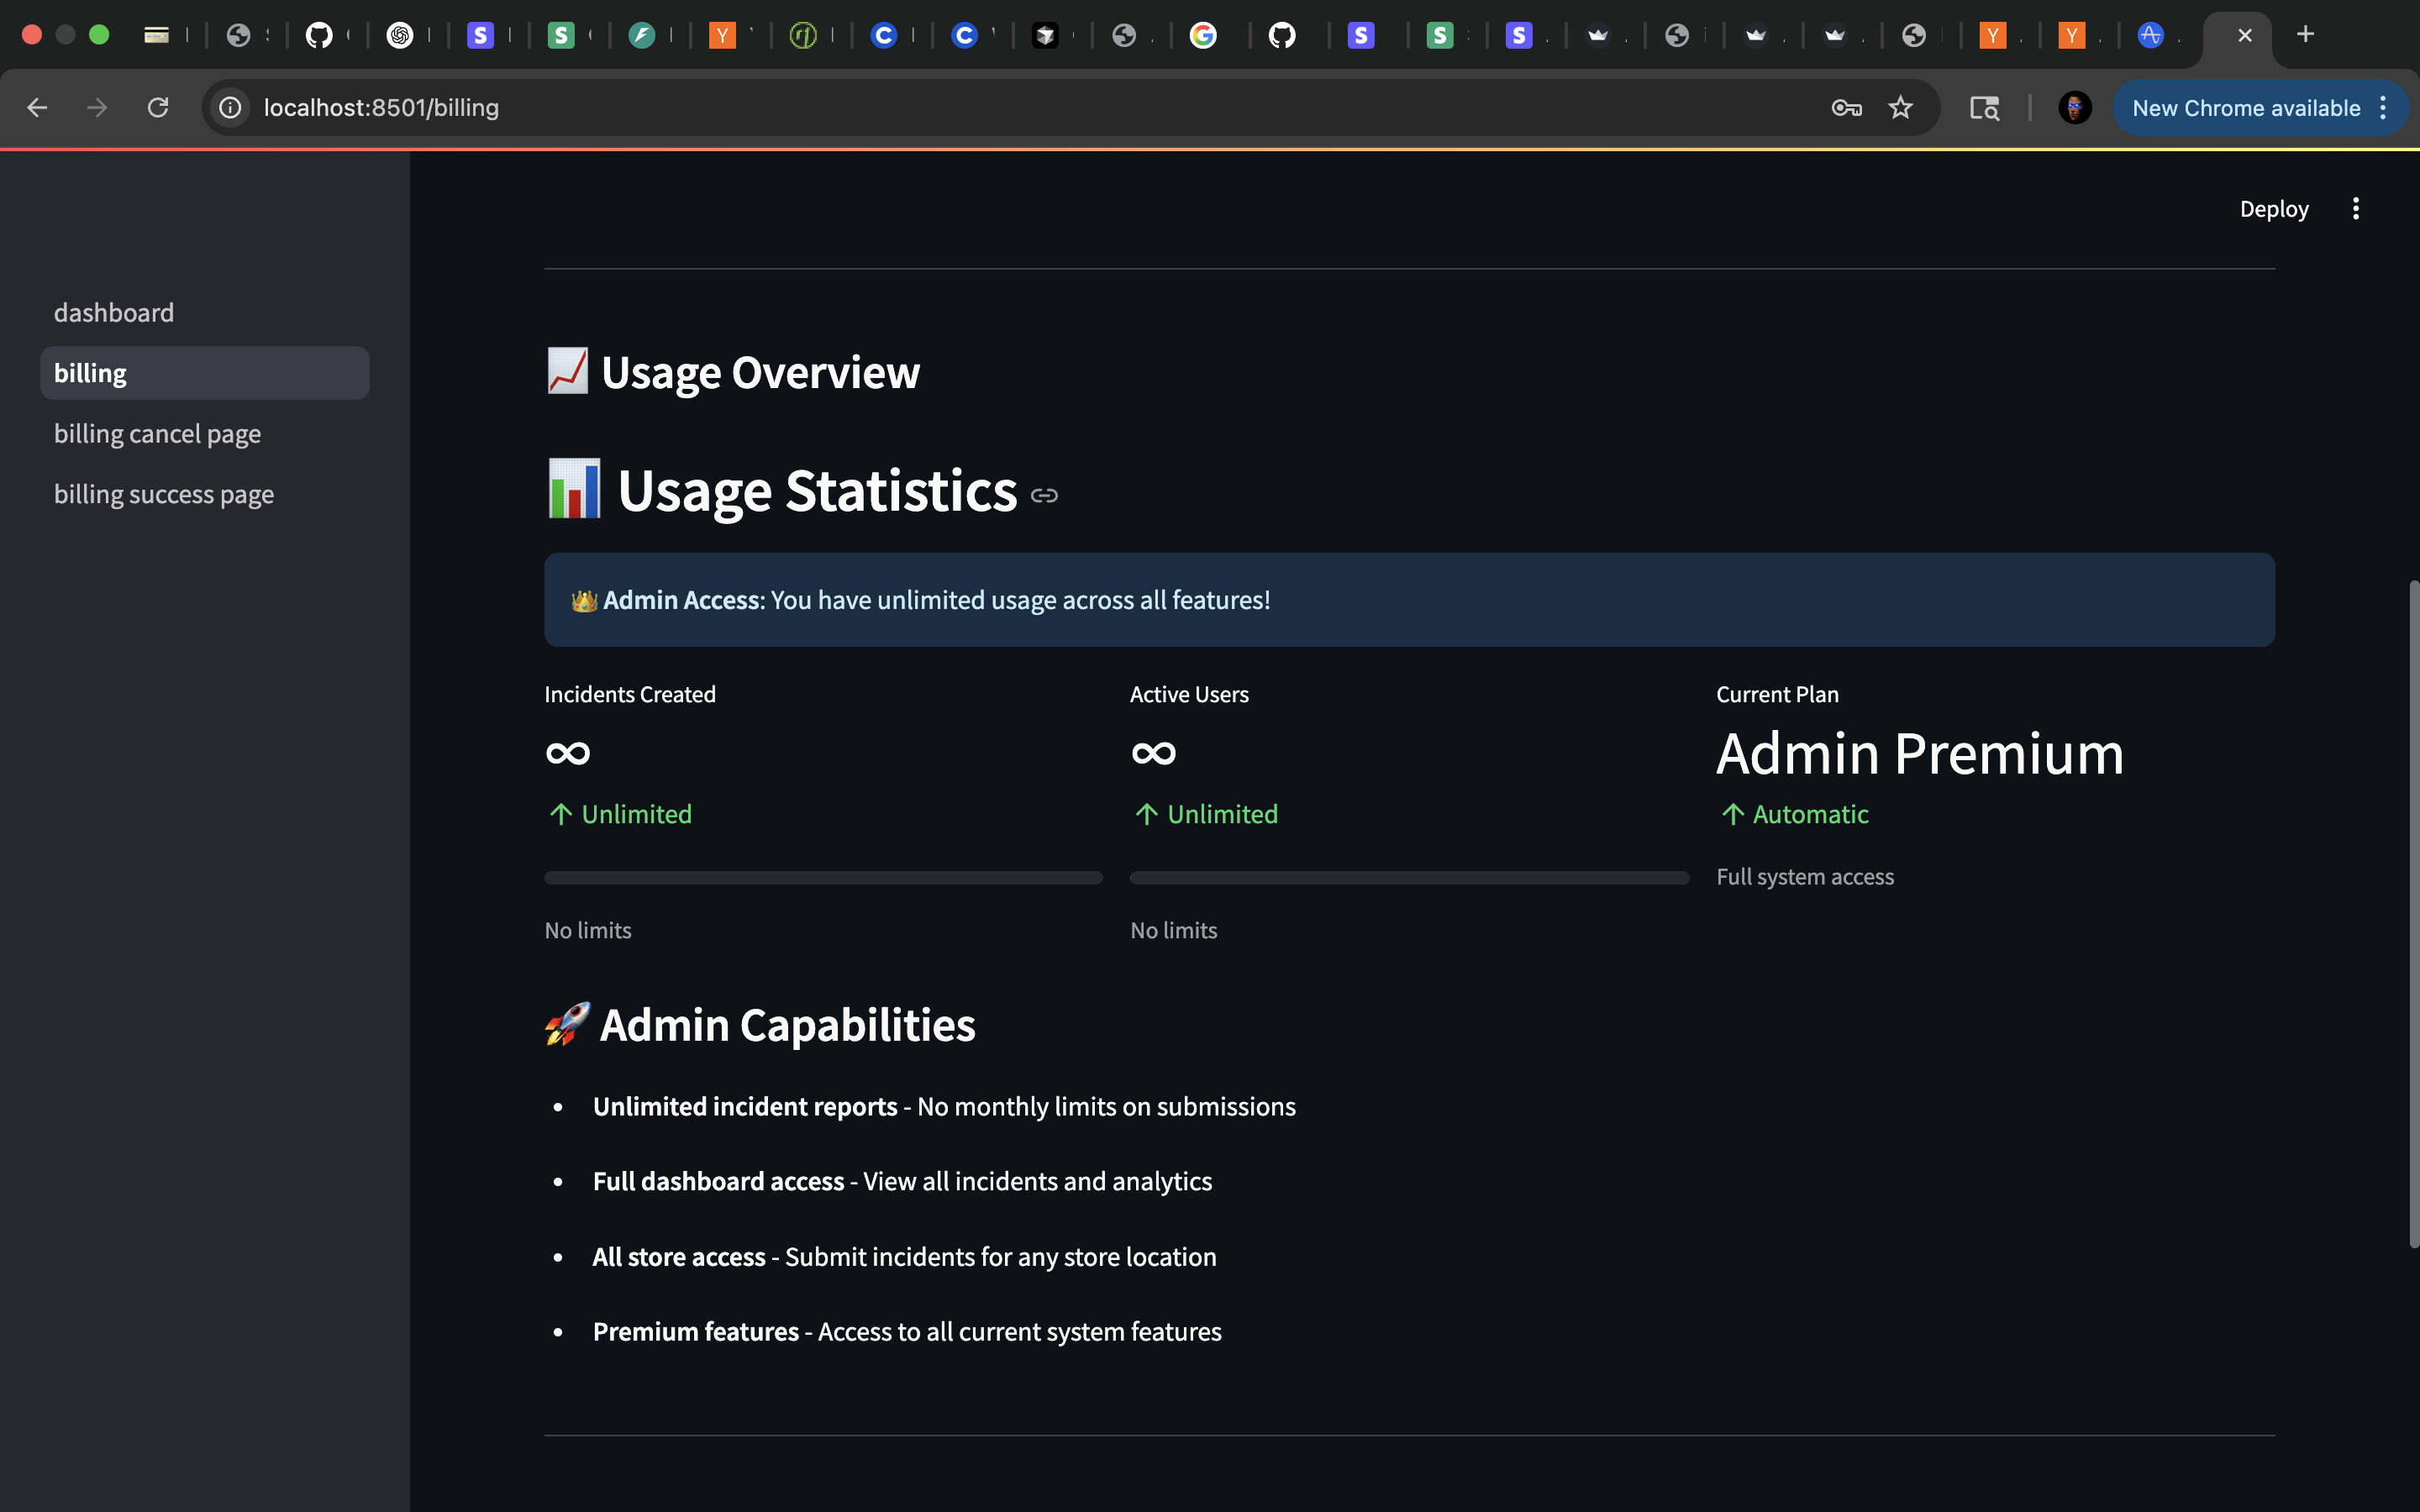 localhost:8501/billing
New Chrome available
Deploy
dashboard
billing
billing cancel page
billing success page
📈 Usage Overview
📊 Usage Statistics
👑 Admin Access: You have unlimited usage across all features!
Incidents Created
∞
↑ Unlimited
No limits
Active Users
∞
↑ Unlimited
No limits
Current Plan
Admin Premium
↑ Automatic
Full system access
🚀 Admin Capabilities
• Unlimited incident reports - No monthly limits on submissions
• Full dashboard access - View all incidents and analytics
• All store access - Submit incidents for any store location
• Premium features - Access to all current system features